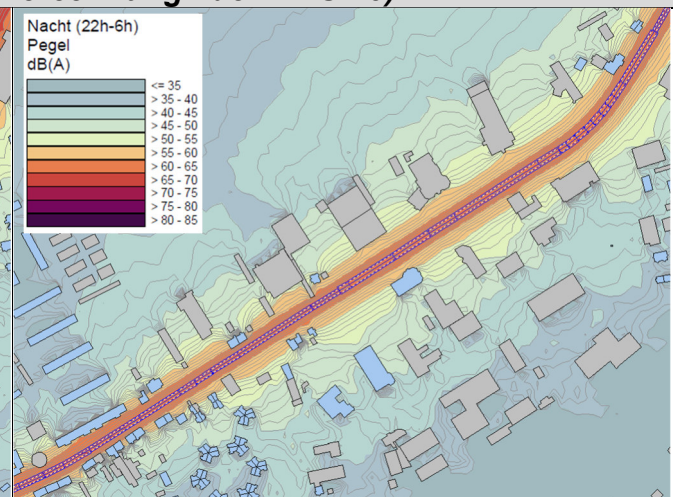 Nacht (22h-6h)
Pegel
dB(A)
<= 35
> 35 - 40
> 40 - 45
> 45 - 50
> 50 - 55
> 55 - 60
> 60 - 65
> 65 - 70
> 70 - 75
> 75 - 80
> 80 - 85